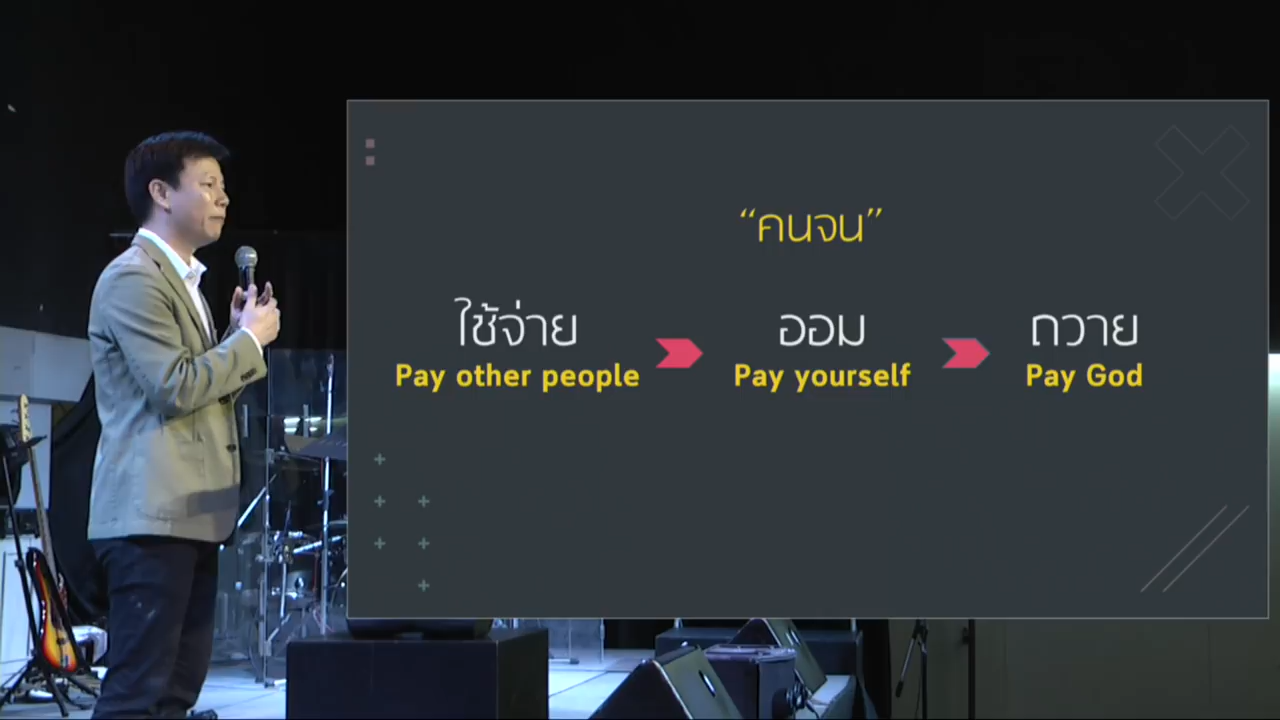 “คนจน”
ใช้จ่าย
Pay other people
ออม
Pay yourself
ถวาย
Pay God